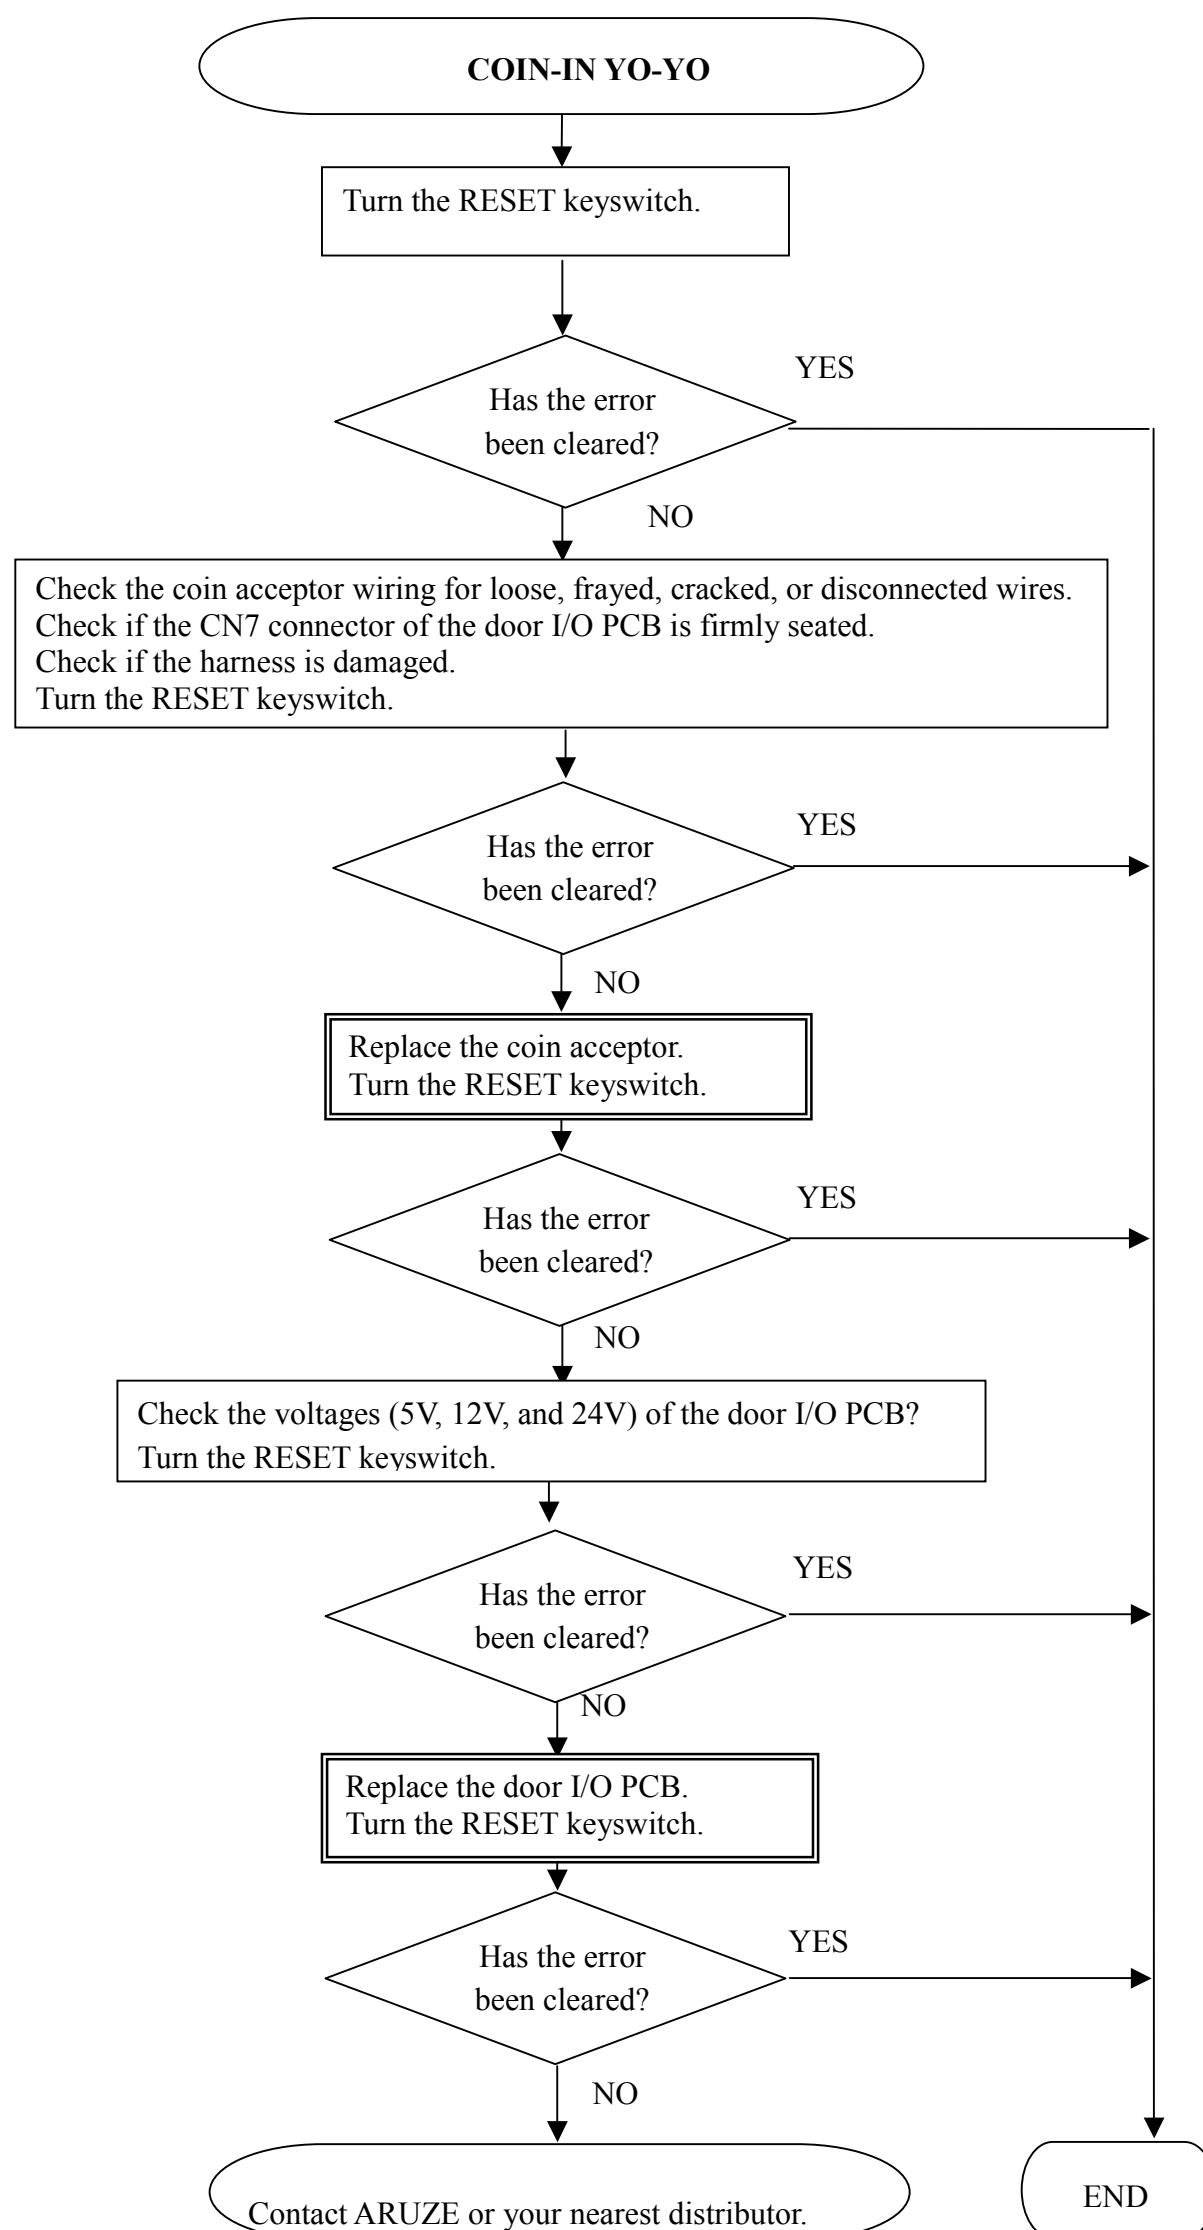 COIN-IN YO-YO
Turn the RESET keyswitch.
YES
Has the error
been cleared?
NO
Check the coin acceptor wiring for loose, frayed, cracked, or disconnected wires.
Check if the CN7 connector of the door I/O PCB is firmly seated.
Check if the harness is damaged.
Turn the RESET keyswitch.
YES
Has the error
been cleared?
NO
Replace the coin acceptor.
Turn the RESET keyswitch.
YES
Has the error
been cleared?
NO
Check the voltages (5V, 12V, and 24V) of the door I/O PCB?
Turn the RESET keyswitch.
YES
Has the error
been cleared?
NO
Replace the door I/O PCB.
Turn the RESET keyswitch.
YES
Has the error
been cleared?
NO
Contact ARUZE or your nearest distributor.
END